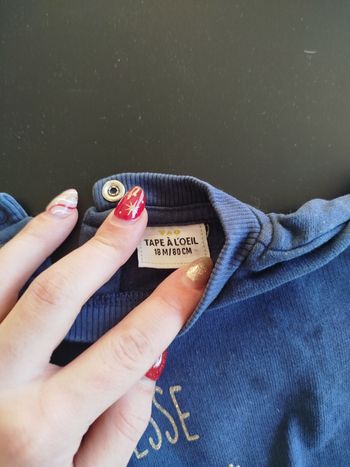 TAPE À L'OEIL
18 M/80 CM
ESSE